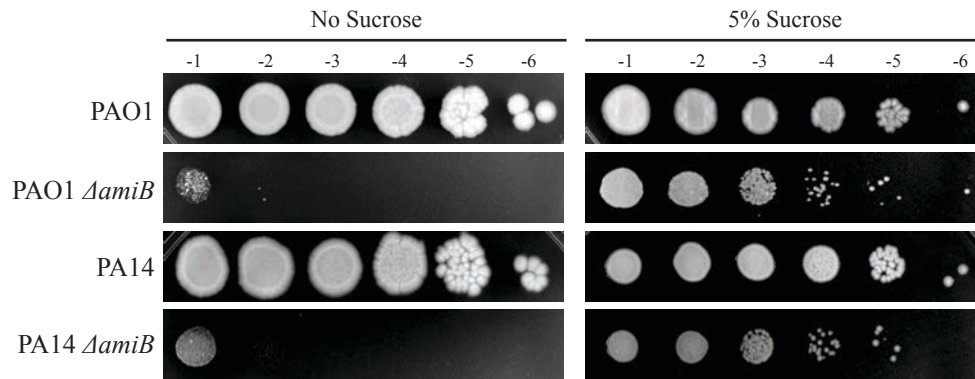 No Sucrose 5% Sucrose
-1 -2 -3 -4 -5 -6 -1 -2 -3 -4 -5 -6
PAO1
PAO1 ΔamiB
PA14
PA14 ΔamiB